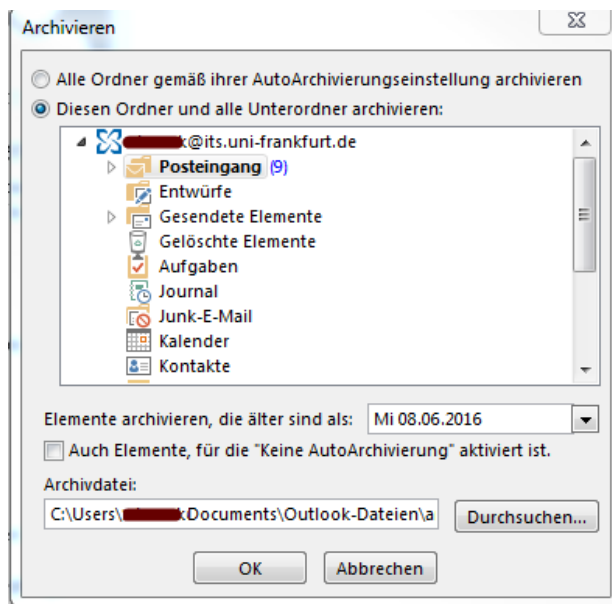 Archivieren
Alle Ordner gemäß ihrer AutoArchivierungseinstellung archivieren
Diesen Ordner und alle Unterordner archivieren:
k@its.uni-frankfurt.de
Posteingang (9)
Entwürfe
Gesendete Elemente
Gelöschte Elemente
Aufgaben
Journal
Junk-E-Mail
Kalender
Kontakte
Elemente archivieren, die älter sind als: Mi 08.06.2016
Auch Elemente, für die "Keine AutoArchivierung" aktiviert ist.
Archivdatei:
C:\Users\ k\Documents\Outlook-Dateien\a Durchsuchen...
OK Abbrechen